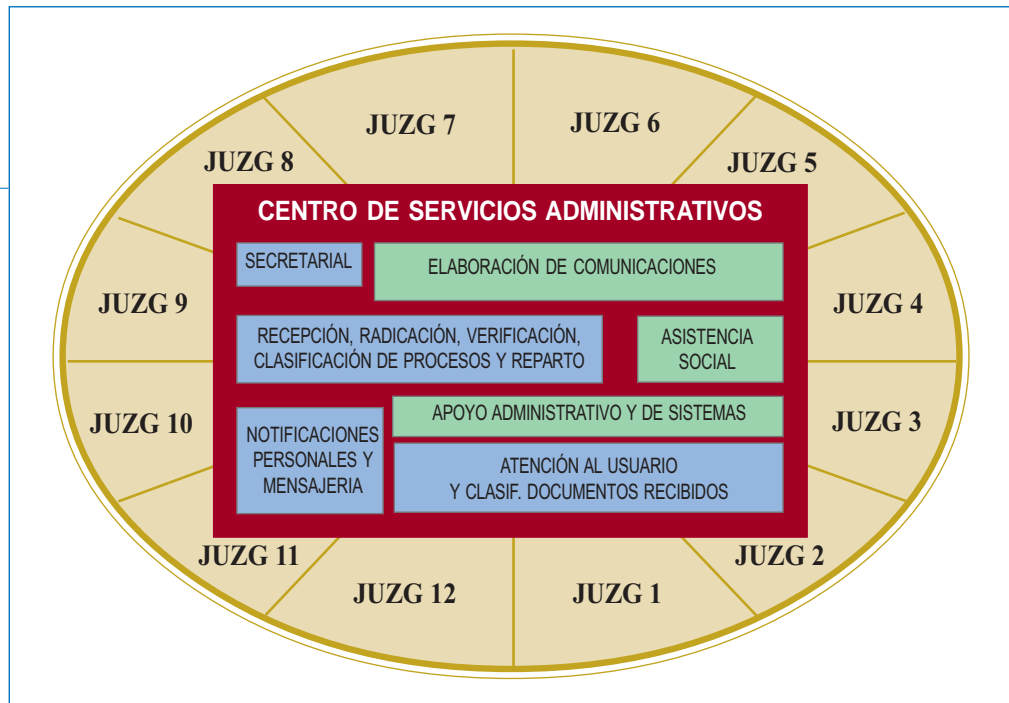 JUZG 7
JUZG 6
JUZG 8
JUZG 5
CENTRO DE SERVICIOS ADMINISTRATIVOS
SECRETARIAL
ELABORACIÓN DE COMUNICACIONES
JUZG 9
JUZG 4
RECEPCIÓN, RADICACIÓN, VERIFICACIÓN,
CLASIFICACIÓN DE PROCESOS Y REPARTO
ASISTENCIA
SOCIAL
JUZG 10
JUZG 3
APOYO ADMINISTRATIVO Y DE SISTEMAS
NOTIFICACIONES
PERSONALES Y
MENSAJERIA
ATENCIÓN AL USUARIO
Y CLASIF. DOCUMENTOS RECIBIDOS
JUZG 11
JUZG 2
JUZG 12
JUZG 1